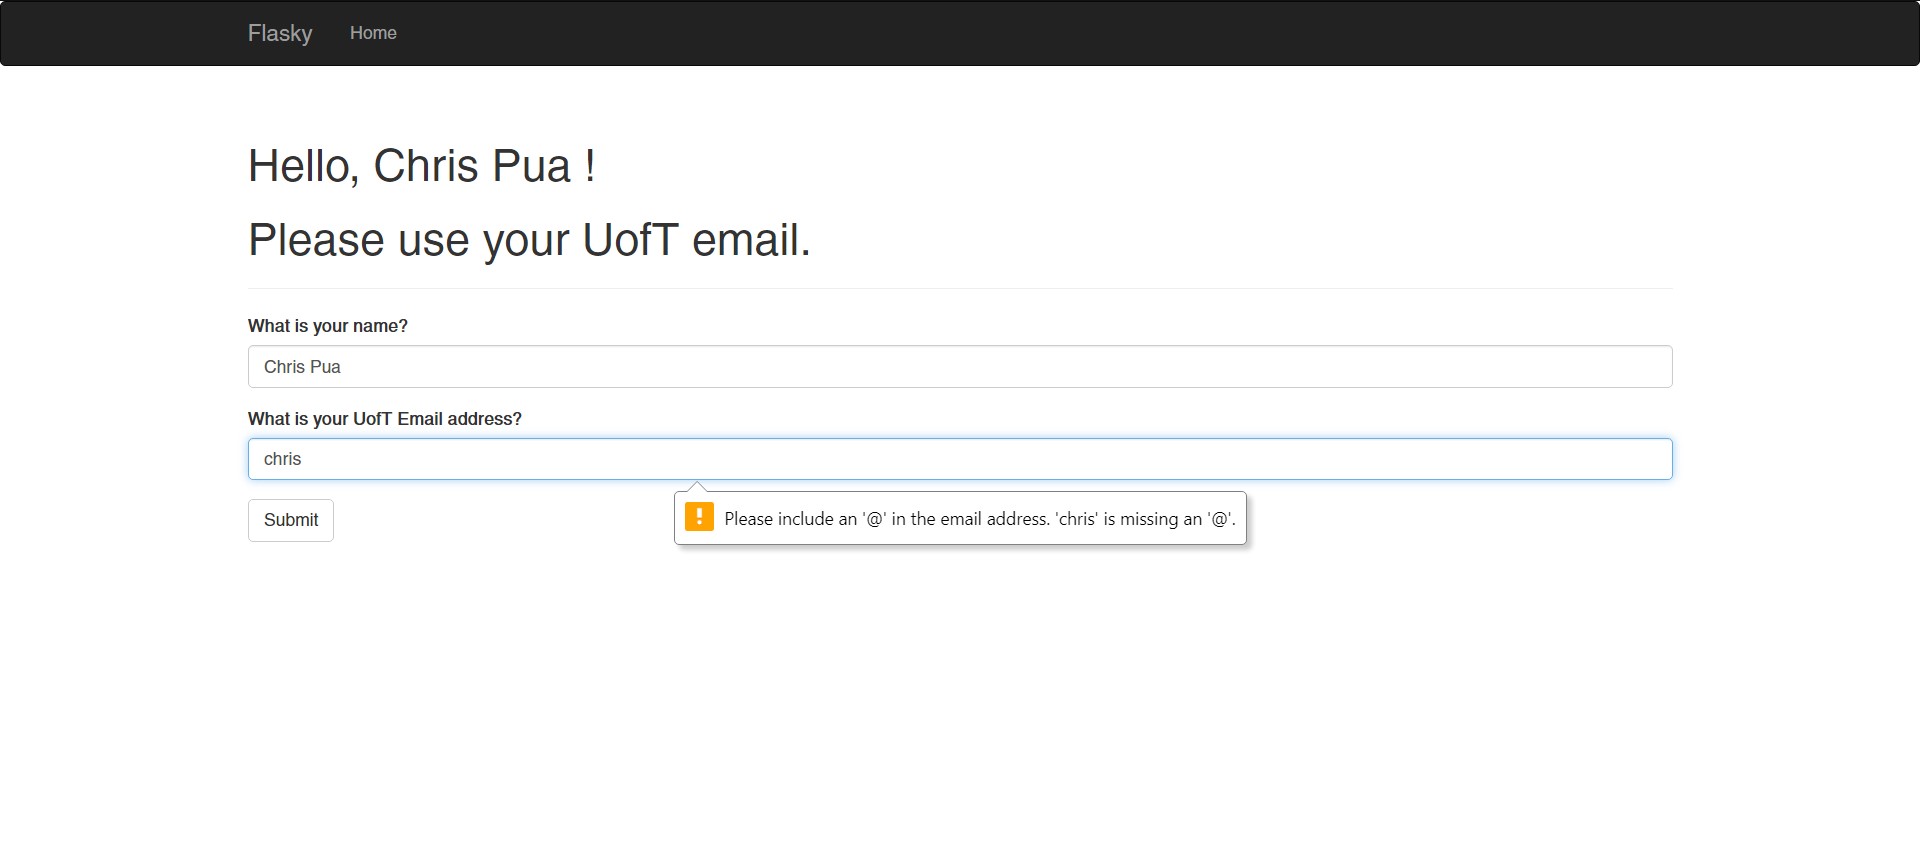 Flasky Home
Hello, Chris Pua !
Please use your UofT email.
What is your name?
Chris Pua
What is your UofT Email address?
chris
Submit
Please include an '@' in the email address. 'chris' is missing an '@'.